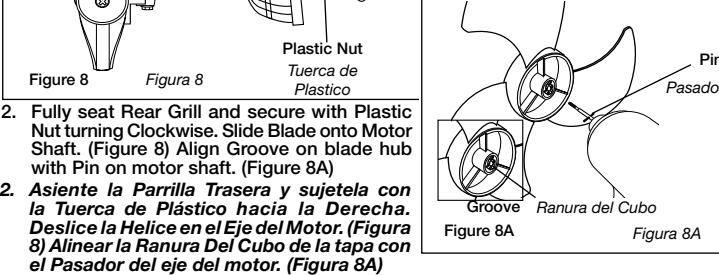 Plastic Nut
Tuerca de
Plastico
Figure 8
Figura 8
2. Fully seat Rear Grill and secure with Plastic
Nut turning Clockwise. Slide Blade onto Motor
Shaft. (Figure 8) Align Groove on blade hub
with Pin on motor shaft. (Figure 8A)
2. Asiente la Parrilla Trasera y sujetela con
la Tuerca de Plástico hacia la Derecha.
Deslice la Helice en el Eje del Motor. (Figura
8) Alinear la Ranura Del Cubo de la tapa con
el Pasador del eje del motor. (Figura 8A)
Pin
Pasado
Groove
Ranura del Cubo
Figure 8A
Figura 8A